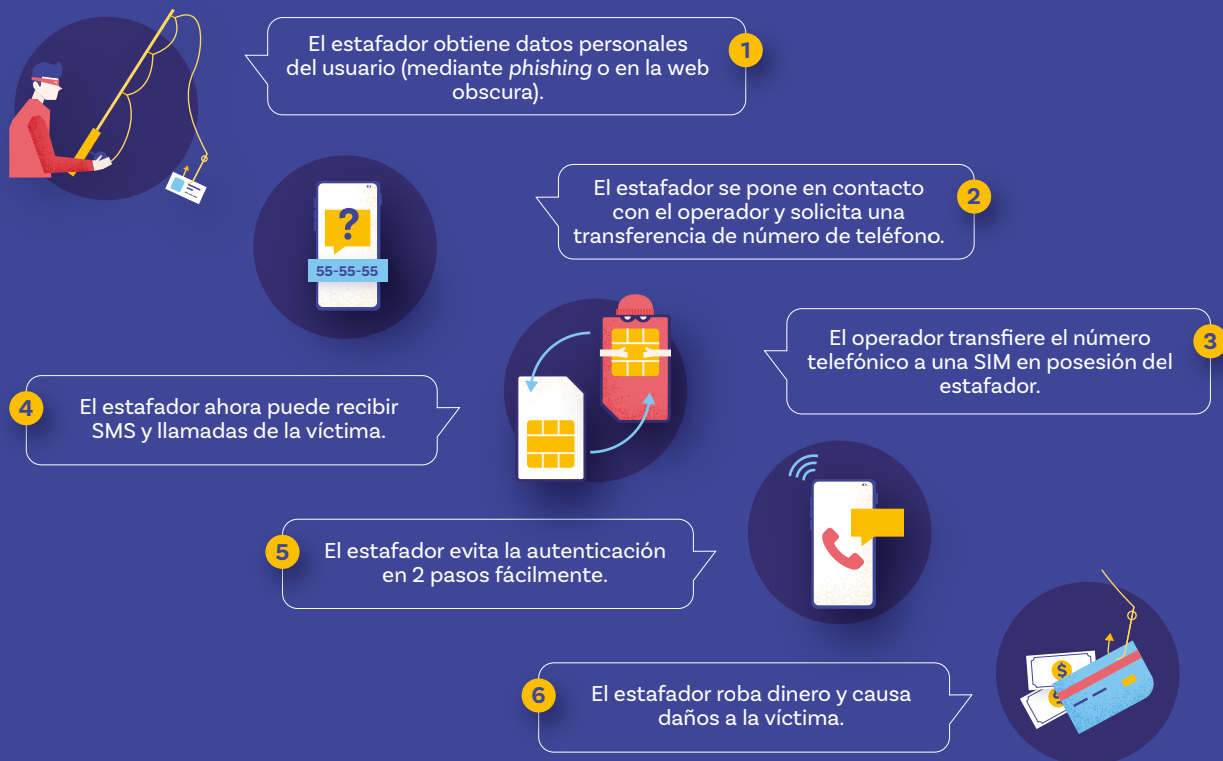 El estafador obtiene datos personales
del usuario (mediante phishing o en la web
obscura).
1
El estafador se pone en contacto
con el operador y solicita una
transferencia de número de teléfono.
2
?
55-55-55
El operador transfiere el número
telefónico a una SIM en posesión del
estafador.
3
4
El estafador ahora puede recibir
SMS y llamadas de la víctima.
5
El estafador evita la autenticación
en 2 pasos fácilmente.
6
El estafador roba dinero y causa
daños a la víctima.
$
$